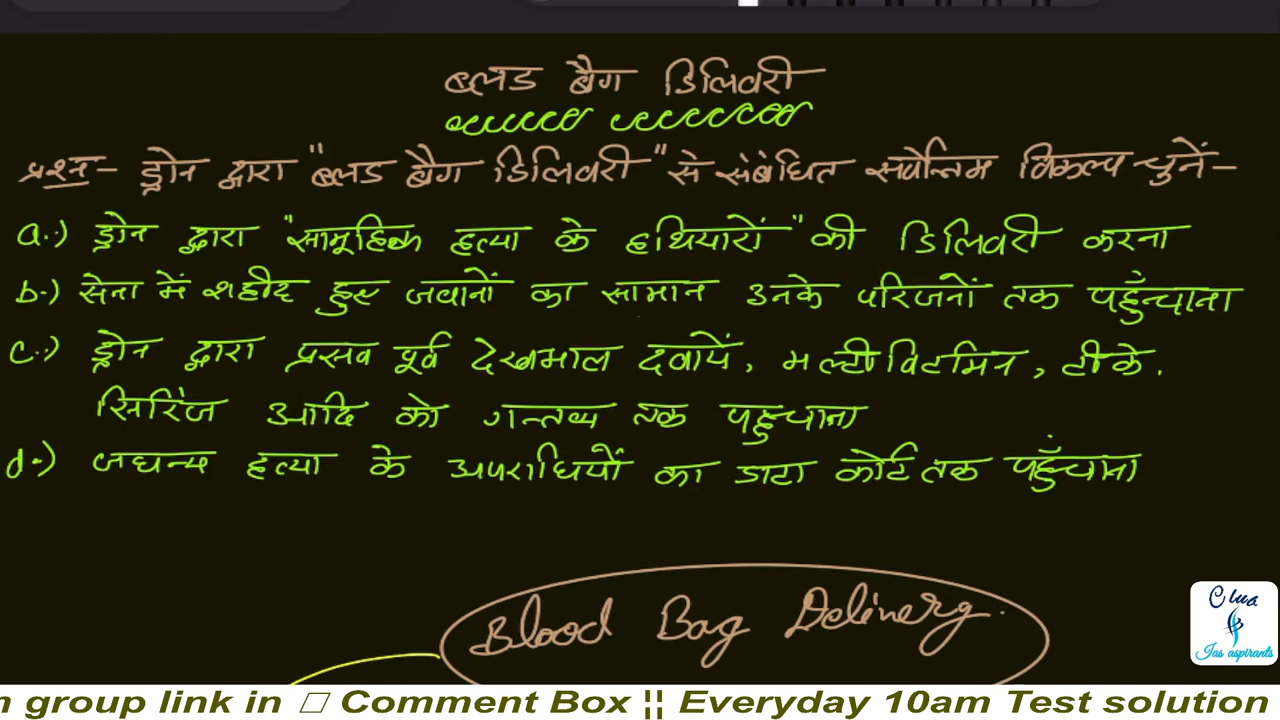 ब्लड बैग डिलिवरी
प्रश्न- ड्रोन द्वारा "ब्लड बैग डिलिवरी" से संबंधित सर्वोत्तम विकल्प चुनें-
a.) ड्रोन द्वारा "सामूहिक हत्या के हथियारों" की डिलिवरी करना
b.) सेना में शहीद हुए जवानों का सामान उनके परिजनों तक पहुँन्चाना
c.) ड्रोन द्वारा प्रसव पूर्व देखभाल दवायें, मल्टी विटमिन, टीके.
सिरिंज आदि को गन्तव्य तक पहुचाना
d.) जघन्य हत्या के अपराधियों का डाटा कोर्ट तक पहुँचाना
Blood Bag Delivery.
Clue
Ias aspirants
n group link in □ Comment Box ¦¦ Everyday 10am Test solution